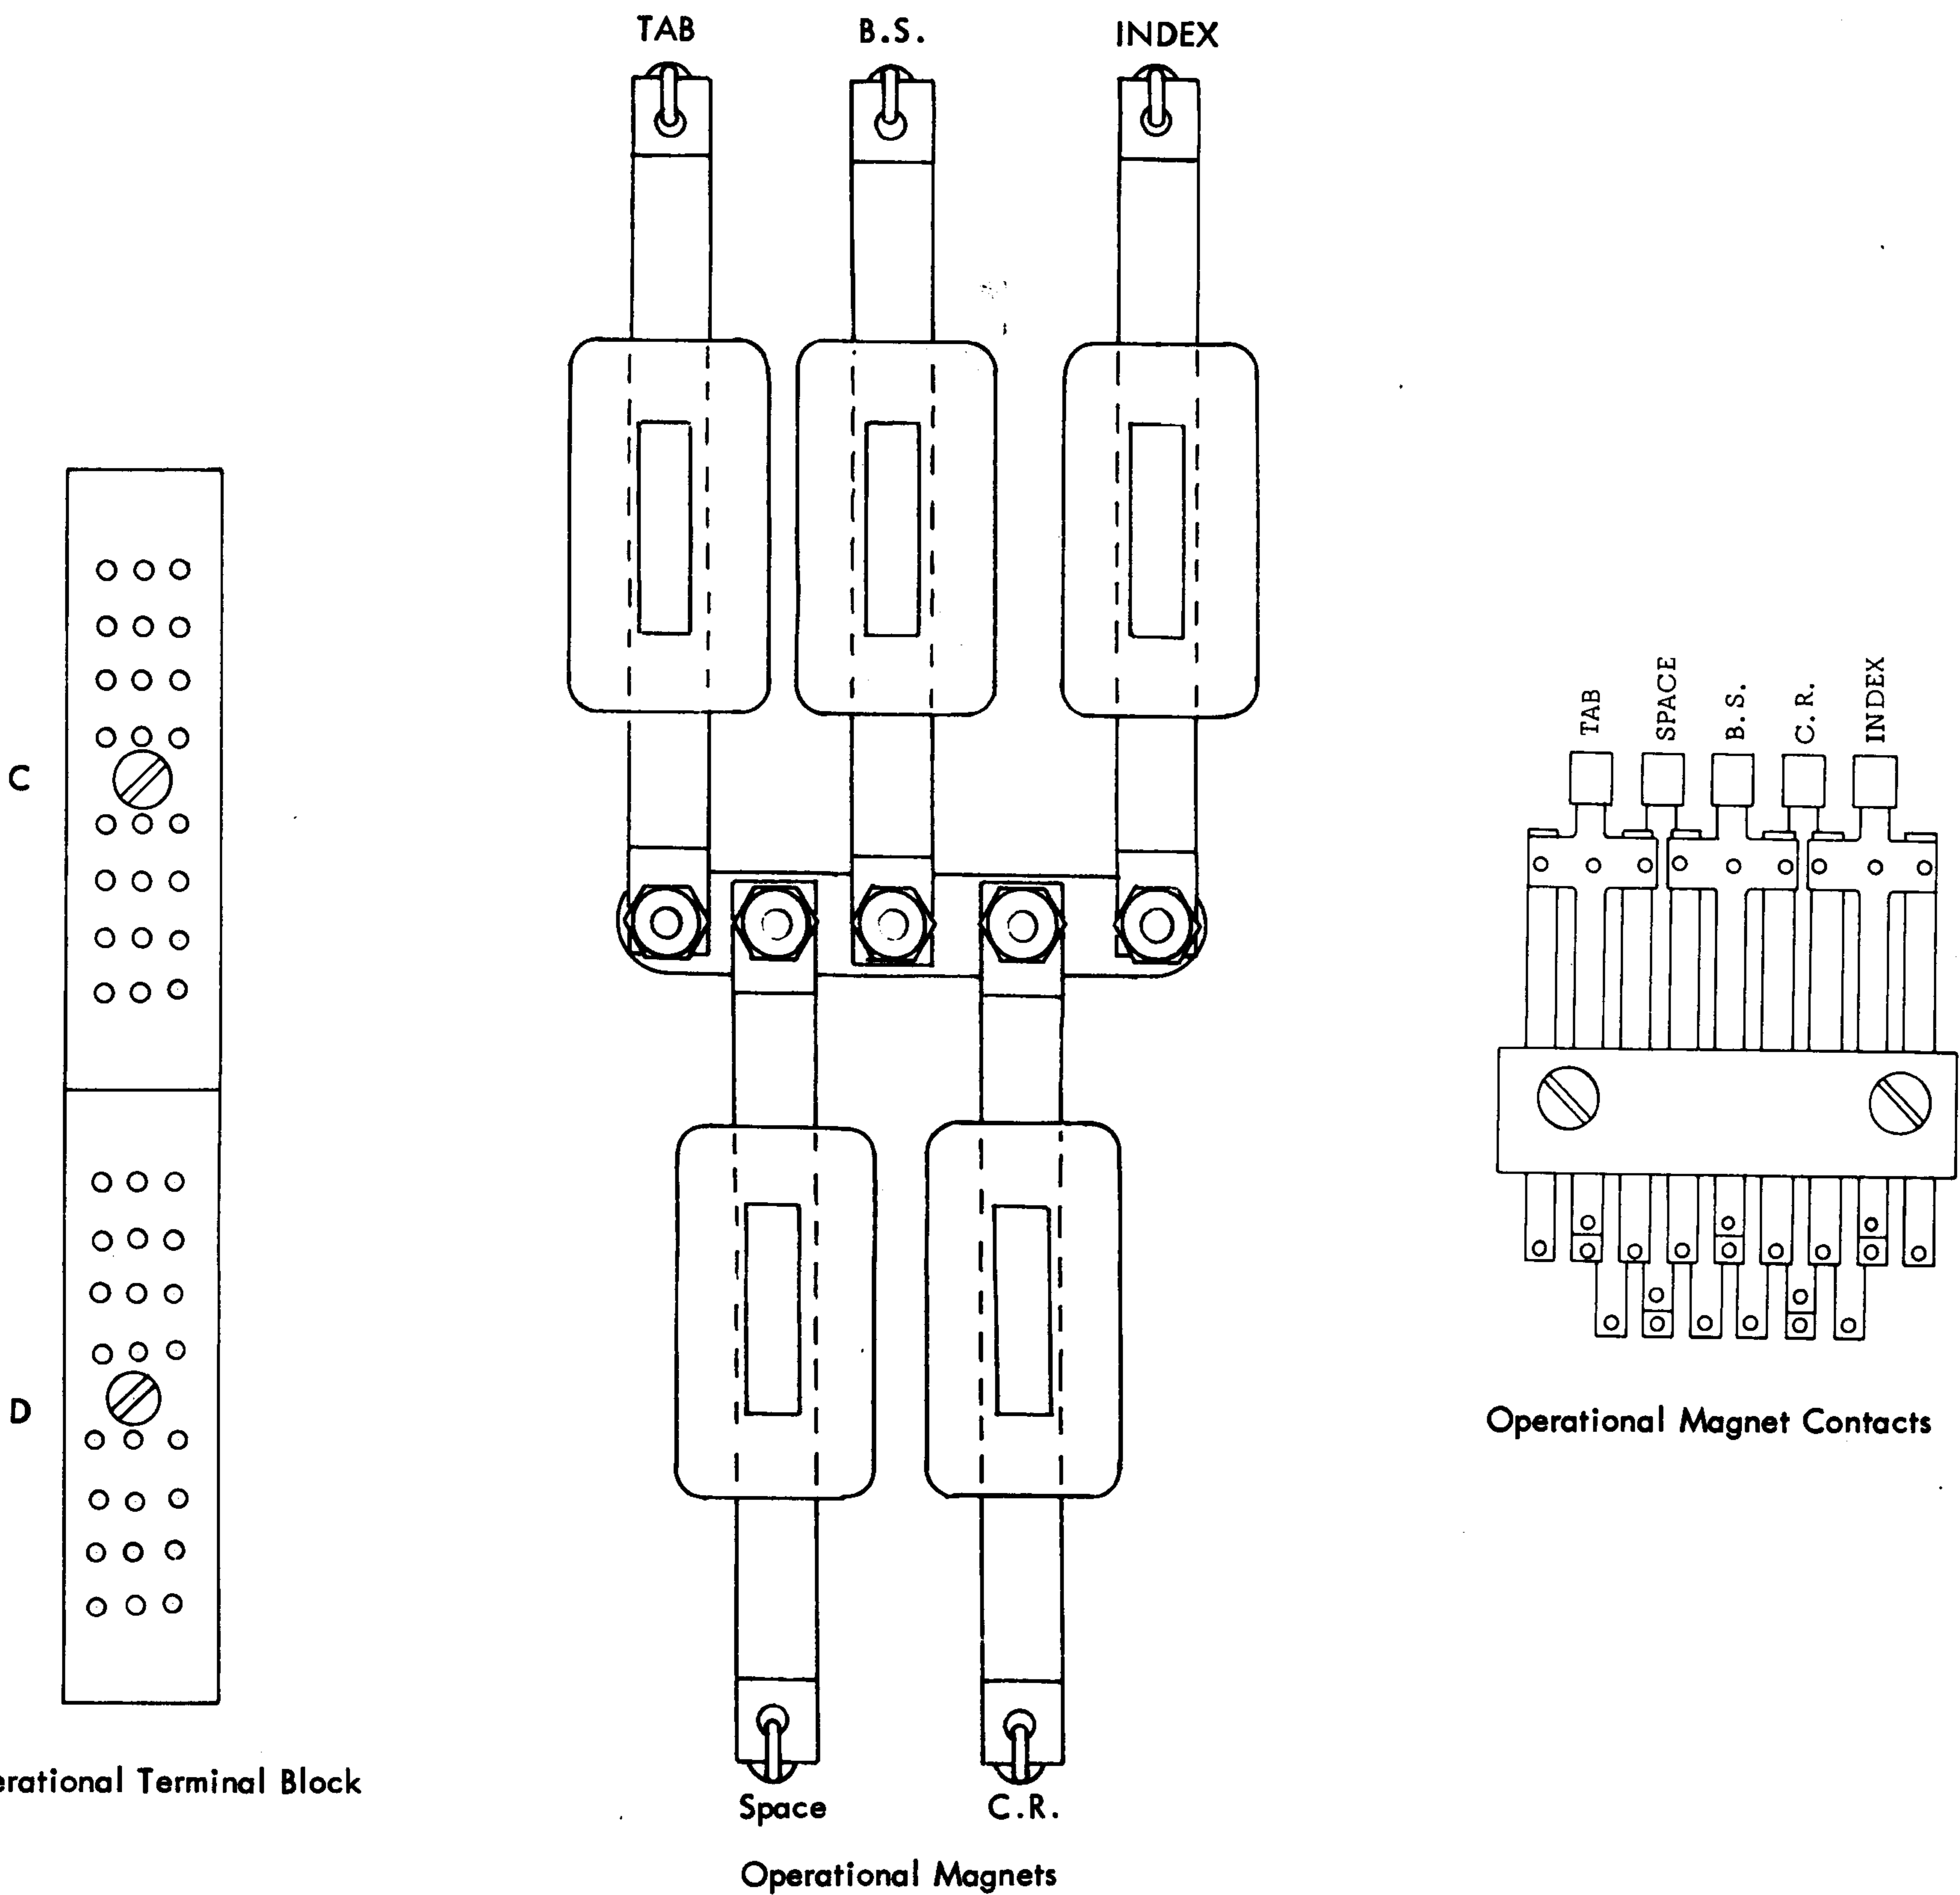 TAB
B.S.
INDEX
C
D
erational Terminal Block
Space
C.R.
Operational Magnets
TAB
SPACE
B.S.
C.R.
INDEX
Operational Magnet Contacts